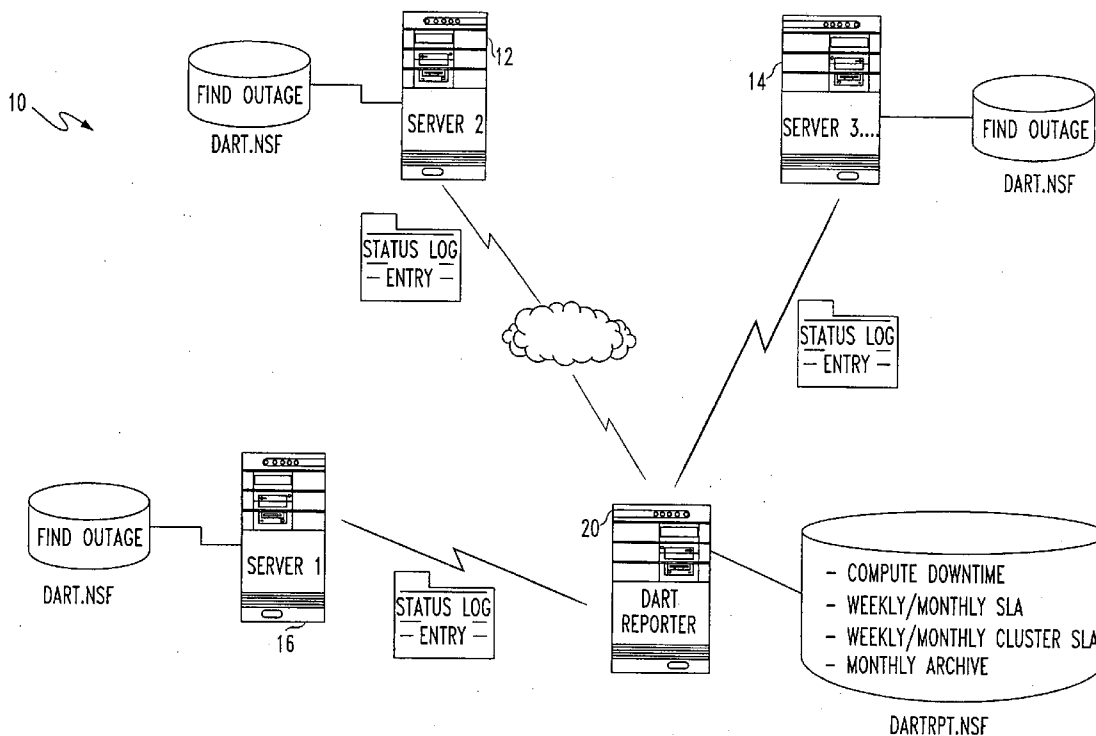 10
FIND OUTAGE
DART.NSF
12
SERVER 2
14
SERVER 3...
FIND OUTAGE
DART.NSF
STATUS LOG
— ENTRY —
STATUS LOG
— ENTRY —
FIND OUTAGE
DART.NSF
SERVER 1
16
STATUS LOG
— ENTRY —
20
DART
REPORTER
- COMPUTE DOWNTIME
- WEEKLY/MONTHLY SLA
- WEEKLY/MONTHLY CLUSTER SLA
- MONTHLY ARCHIVE
DARTRPT.NSF